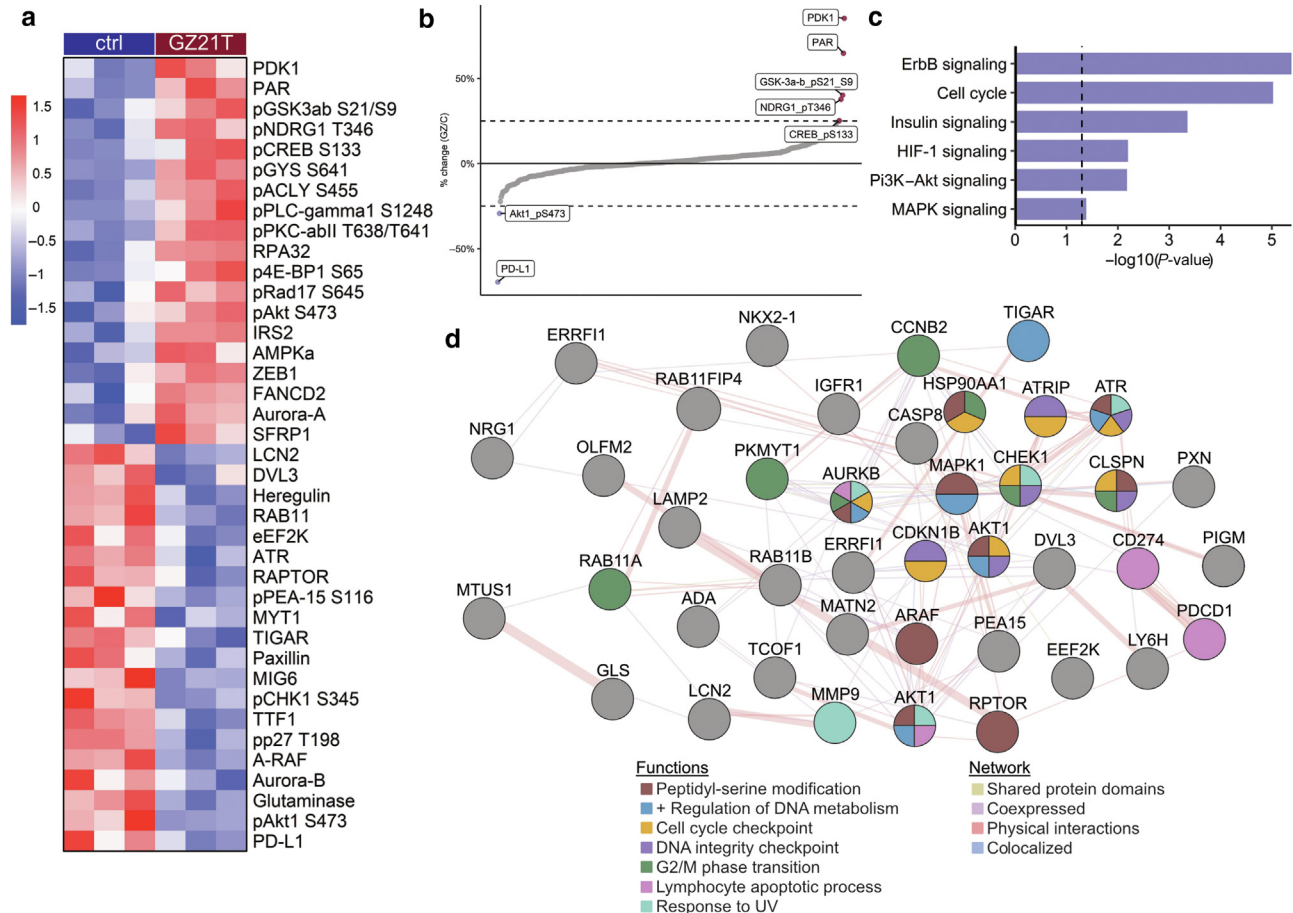 a
ctrl GZ21T
1.5
1
0.5
0
−0.5
−1
−1.5
PDK1
PAR
pGSK3ab S21/S9
pNDRG1 T346
pCREB S133
pGYS S641
pACLY S455
pPLC-gamma1 S1248
pPKC-abII T638/T641
RPA32
p4E-BP1 S65
pRad17 S645
pAkt S473
IRS2
AMPKa
ZEB1
FANCD2
Aurora-A
SFRP1
LCN2
DVL3
Heregulin
RAB11
eEF2K
ATR
RAPTOR
pPEA-15 S116
MYT1
TIGAR
Paxillin
MIG6
pCHK1 S345
TTF1
pp27 T198
A-RAF
Aurora-B
Glutaminase
pAkt1 S473
PD-L1
b
% change (GZ/C)
50%
0%
−50%
PDK1
PAR
GSK-3a-b_pS21_S9
NDRG1_pT346
CREB_pS133
Akt1_pS473
PD-L1
c
ErbB signaling
Cell cycle
Insulin signaling
HIF-1 signaling
Pi3K−Akt signaling
MAPK signaling
0 1 2 3 4 5
−log10(P-value)
d
NKX2-1
TIGAR
ERRFI1
CCNB2
RAB11FIP4
IGFR1
HSP90AA1
ATRIP
ATR
NRG1
OLFM2
CASP8
PKMYT1
AURKB
MAPK1
CHEK1
CLSPN
PXN
LAMP2
RAB11A
RAB11B
ERRFI1
CDKN1B
AKT1
DVL3
CD274
PIGM
MTUS1
ADA
MATN2
ARAF
PEA15
PDCD1
TCOF1
EEF2K
LY6H
GLS
LCN2
MMP9
AKT1
RPTOR
Functions
Peptidyl-serine modification
+ Regulation of DNA metabolism
Cell cycle checkpoint
DNA integrity checkpoint
G2/M phase transition
Lymphocyte apoptotic process
Response to UV
Network
Shared protein domains
Coexpressed
Physical interactions
Colocalized